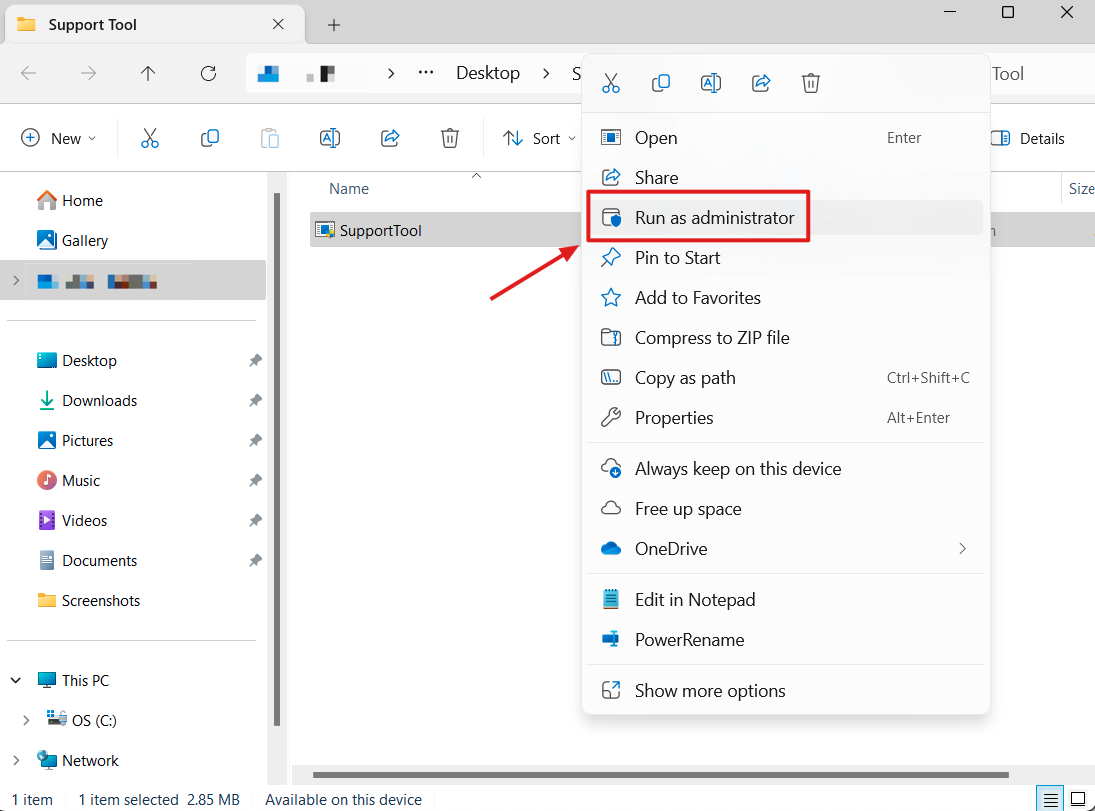 Support Tool
Desktop
Tool
New
Sort
Details
Home
Gallery
Desktop
Downloads
Pictures
Music
Videos
Documents
Screenshots
This PC
OS (C:)
Network
Name
Size
SupportTool
Open Enter
Share
Run as administrator
Pin to Start
Add to Favorites
Compress to ZIP file
Copy as path Ctrl+Shift+C
Properties Alt+Enter
Always keep on this device
Free up space
OneDrive
Edit in Notepad
PowerRename
Show more options
1 item 1 item selected 2.85 MB Available on this device